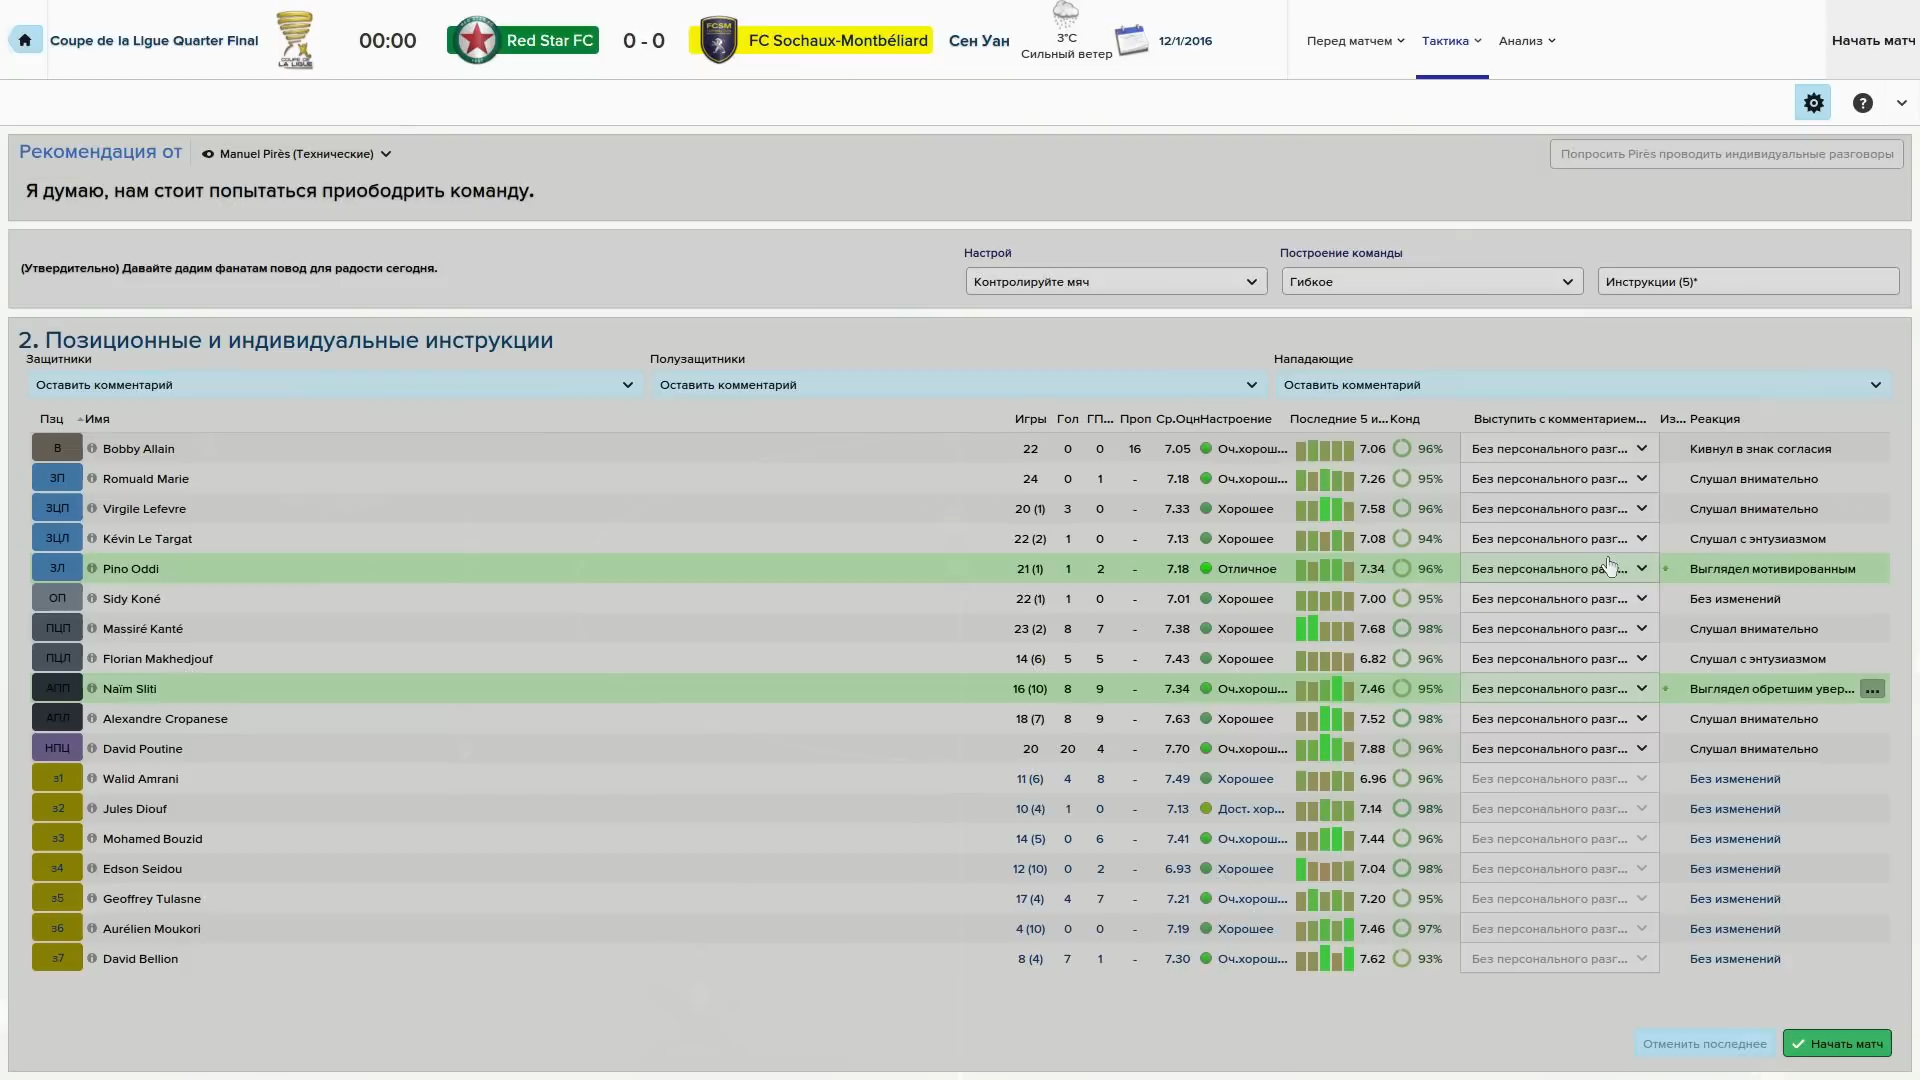 Coupe de la Ligue Quarter Final 00:00 Red Star FC 0 - 0 FC Sochaux-Montbéliard Сен Уан 3°C Сильный ветер 12/1/2016 Перед матчем Тактика Анализ Начать матч
Рекомендация от Manuel Pirès (Технические) Попросить Pirès проводить индивидуальные разговоры
Я думаю, нам стоит попытаться приободрить команду.
Настрой Построение команды
(Утвердительно) Давайте дадим фанатам повод для радости сегодня.
Контролируйте мяч Гибкое Инструкции (5)*
2. Позиционные и индивидуальные инструкции
Защитники Полузащитники Нападающие
Оставить комментарий Оставить комментарий Оставить комментарий
Пзц Имя Игры Гол ГП... Проп Ср.Оцн Настроение Последние 5 и... Конд Выступить с комментарием... Из... Реакция
В Bobby Allain 22 0 0 16 7.05 Оч.хорош... 7.06 96% Без персонального разг... Кивнул в знак согласия
ЗП Romuald Marie 24 0 1 - 7.18 Оч.хорош... 7.26 95% Без персонального разг... Слушал внимательно
ЗЦП Virgile Lefevre 20 (1) 3 0 - 7.33 Хорошее 7.58 96% Без персонального разг... Слушал внимательно
ЗЦЛ Kévin Le Targat 22 (2) 1 0 - 7.13 Хорошее 7.08 94% Без персонального разг... Слушал с энтузиазмом
ЗЛ Pino Oddi 21 (1) 1 2 - 7.18 Отличное 7.34 96% Без персонального разг... Выглядел мотивированным
ОП Sidy Koné 22 (1) 1 0 - 7.01 Хорошее 7.00 95% Без персонального разг... Без изменений
ПЦП Massiré Kanté 23 (2) 8 7 - 7.38 Хорошее 7.68 98% Без персонального разг... Слушал внимательно
ПЦЛ Florian Makhedjouf 14 (6) 5 5 - 7.43 Хорошее 6.82 96% Без персонального разг... Слушал с энтузиазмом
АПП Naïm Sliti 16 (10) 8 9 - 7.34 Оч.хорош... 7.46 95% Без персонального разг... Выглядел обретшим увер... ...
АПЛ Alexandre Cropanese 18 (7) 8 9 - 7.63 Хорошее 7.52 98% Без персонального разг... Слушал внимательно
НПЦ David Poutine 20 20 4 - 7.70 Оч.хорош... 7.88 96% Без персонального разг... Слушал внимательно
з1 Walid Amrani 11 (6) 4 8 - 7.49 Хорошее 6.96 96% Без персонального разг... Без изменений
з2 Jules Diouf 10 (4) 1 0 - 7.13 Дост. хор... 7.14 98% Без персонального разг... Без изменений
з3 Mohamed Bouzid 14 (5) 0 6 - 7.41 Оч.хорош... 7.44 96% Без персонального разг... Без изменений
з4 Edson Seidou 12 (10) 0 2 - 6.93 Хорошее 7.04 98% Без персонального разг... Без изменений
з5 Geoffrey Tulasne 17 (4) 4 7 - 7.21 Оч.хорош... 7.20 95% Без персонального разг... Без изменений
з6 Aurélien Moukori 4 (10) 0 0 - 7.19 Хорошее 7.46 97% Без персонального разг... Без изменений
з7 David Bellion 8 (4) 7 1 - 7.30 Оч.хорош... 7.62 93% Без персонального разг... Без изменений
Отменить последнее Начать матч